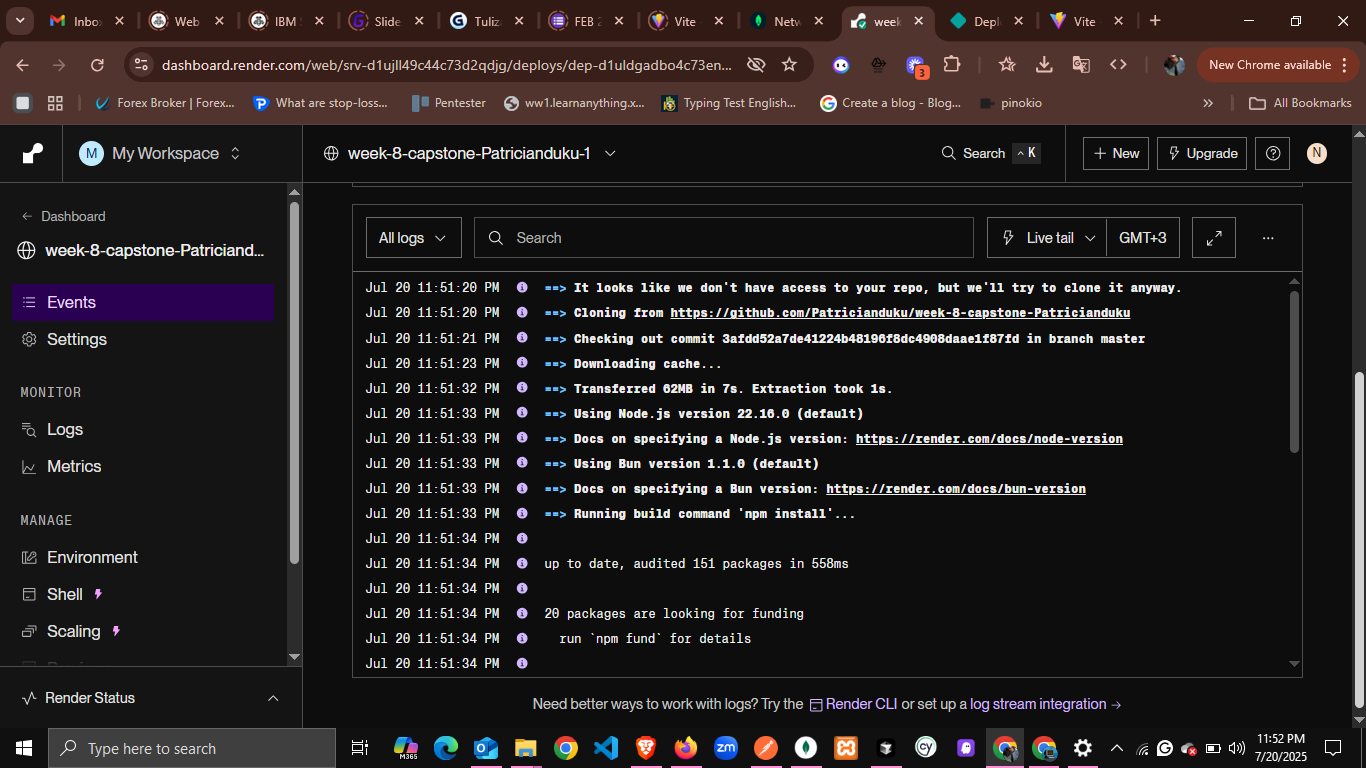 Inbo
Web
IBM S
Slide
Tuliza
FEB 2
Vite
Netw
week
Depl
Vite
dashboard.render.com/web/srv-d1ujll49c44c73d2qdjg/deploys/dep-d1uldgadbo4c73en...
3
New Chrome available
Forex Broker | Forex...
What are stop-loss...
Pentester
ww1.learnanything.x...
Typing Test English...
Create a blog - Blog...
pinokio
»
All Bookmarks
M My Workspace
week-8-capstone-Patricianduku-1
Search ^ K
+ New
Upgrade
N
← Dashboard
week-8-capstone-Patriciand...
Events
Settings
MONITOR
Logs
Metrics
MANAGE
Environment
Shell
Scaling
Render Status
All logs
Search
Live tail
GMT+3
...
Jul 20 11:51:20 PM ==> It looks like we don't have access to your repo, but we'll try to clone it anyway.
Jul 20 11:51:20 PM ==> Cloning from https://github.com/Patricianduku/week-8-capstone-Patricianduku
Jul 20 11:51:21 PM ==> Checking out commit 3afdd52a7de41224b48196f8dc4908daae1f87fd in branch master
Jul 20 11:51:23 PM ==> Downloading cache...
Jul 20 11:51:32 PM ==> Transferred 62MB in 7s. Extraction took 1s.
Jul 20 11:51:33 PM ==> Using Node.js version 22.16.0 (default)
Jul 20 11:51:33 PM ==> Docs on specifying a Node.js version: https://render.com/docs/node-version
Jul 20 11:51:33 PM ==> Using Bun version 1.1.0 (default)
Jul 20 11:51:33 PM ==> Docs on specifying a Bun version: https://render.com/docs/bun-version
Jul 20 11:51:33 PM ==> Running build command 'npm install'...
Jul 20 11:51:34 PM
Jul 20 11:51:34 PM up to date, audited 151 packages in 558ms
Jul 20 11:51:34 PM
Jul 20 11:51:34 PM 20 packages are looking for funding
Jul 20 11:51:34 PM run `npm fund` for details
Jul 20 11:51:34 PM
Need better ways to work with logs? Try the Render CLI or set up a log stream integration →
Type here to search
M365
zm
cy
11:52 PM
7/20/2025